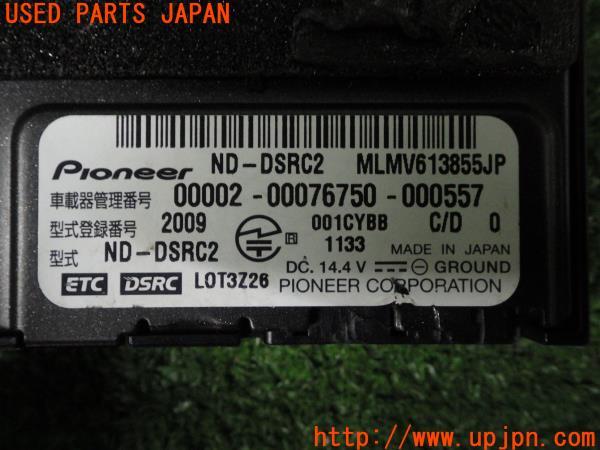 USED PARTS JAPAN
Pioneer ND-DSRC2 MLMV613855JP
車載器管理番号 00002-00076750-000557
型式登録番号 2009 001CYBB C/D 0
型式 ND-DSRC2 R 1133 MADE IN JAPAN
DC. 14.4 V GROUND
ETC DSRC LOT3Z26 PIONEER CORPORATION
http://www.upjpn.com/